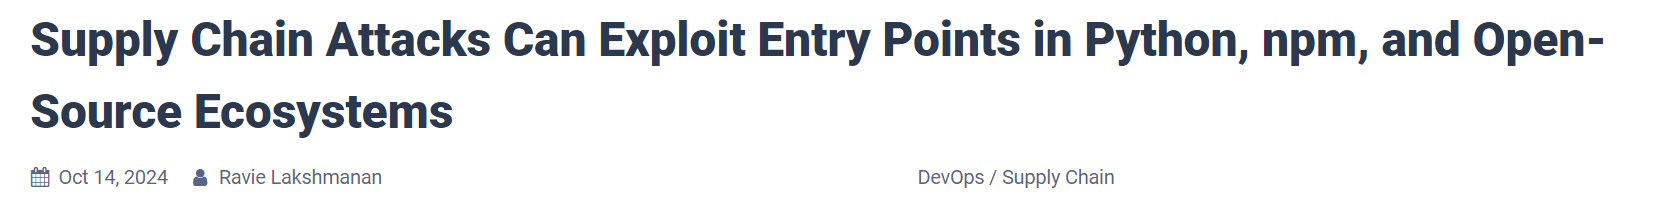 Supply Chain Attacks Can Exploit Entry Points in Python, npm, and Open-
Source Ecosystems
Oct 14, 2024 Ravie Lakshmanan DevOps / Supply Chain